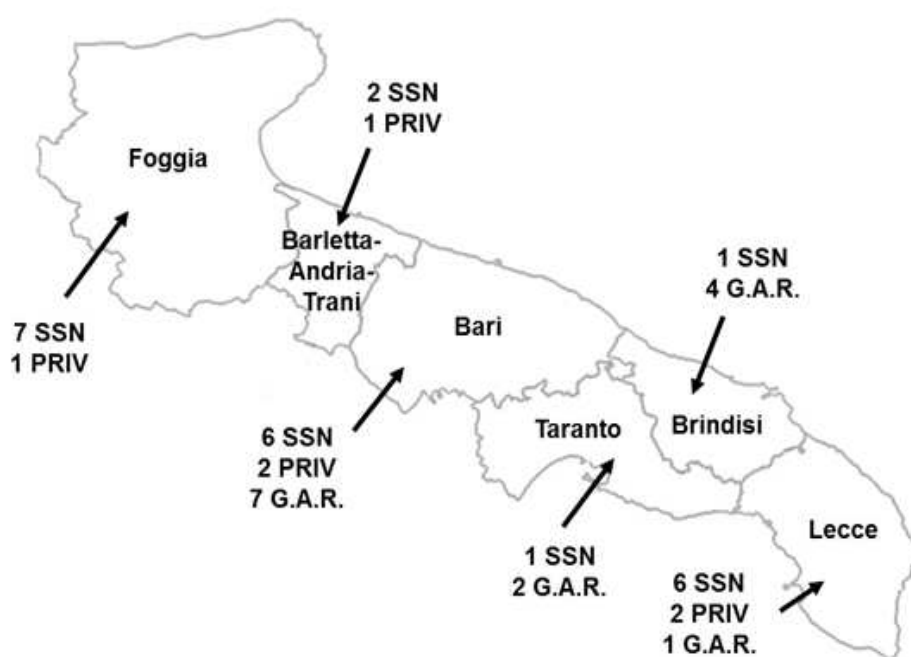 2 SSN
1 PRIV
Foggia
Barletta-
Andria-
Trani
1 SSN
4 G.A.R.
7 SSN
1 PRIV
Bari
6 SSN
2 PRIV
7 G.A.R.
Taranto
Brindisi
1 SSN
2 G.A.R.
Lecce
6 SSN
2 PRIV
1 G.A.R.